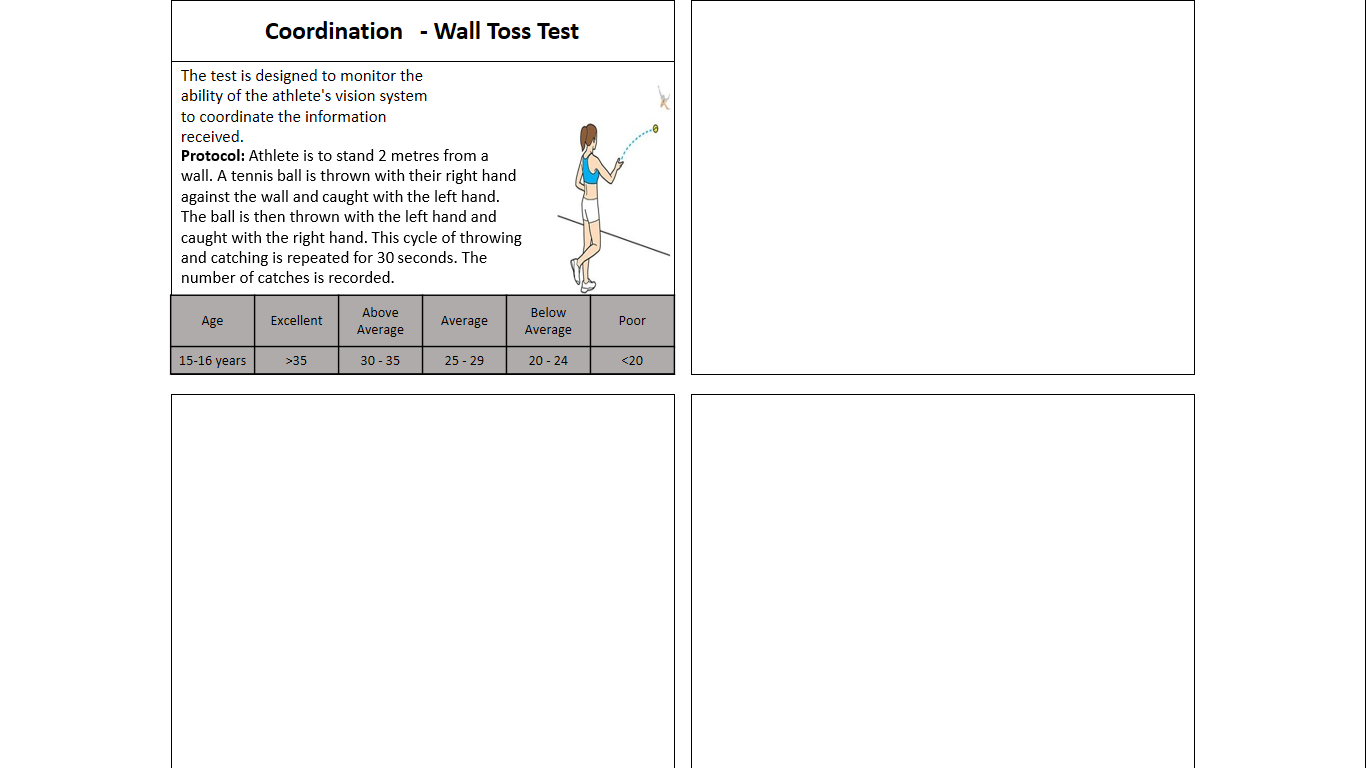 Coordination - Wall Toss Test
The test is designed to monitor the
ability of the athlete's vision system
to coordinate the information
received.
Protocol: Athlete is to stand 2 metres from a
wall. A tennis ball is thrown with their right hand
against the wall and caught with the left hand.
The ball is then thrown with the left hand and
caught with the right hand. This cycle of throwing
and catching is repeated for 30 seconds. The
number of catches is recorded.
Age Excellent Above Average Average Below Average Poor
15-16 years >35 30 - 35 25 - 29 20 - 24 <20